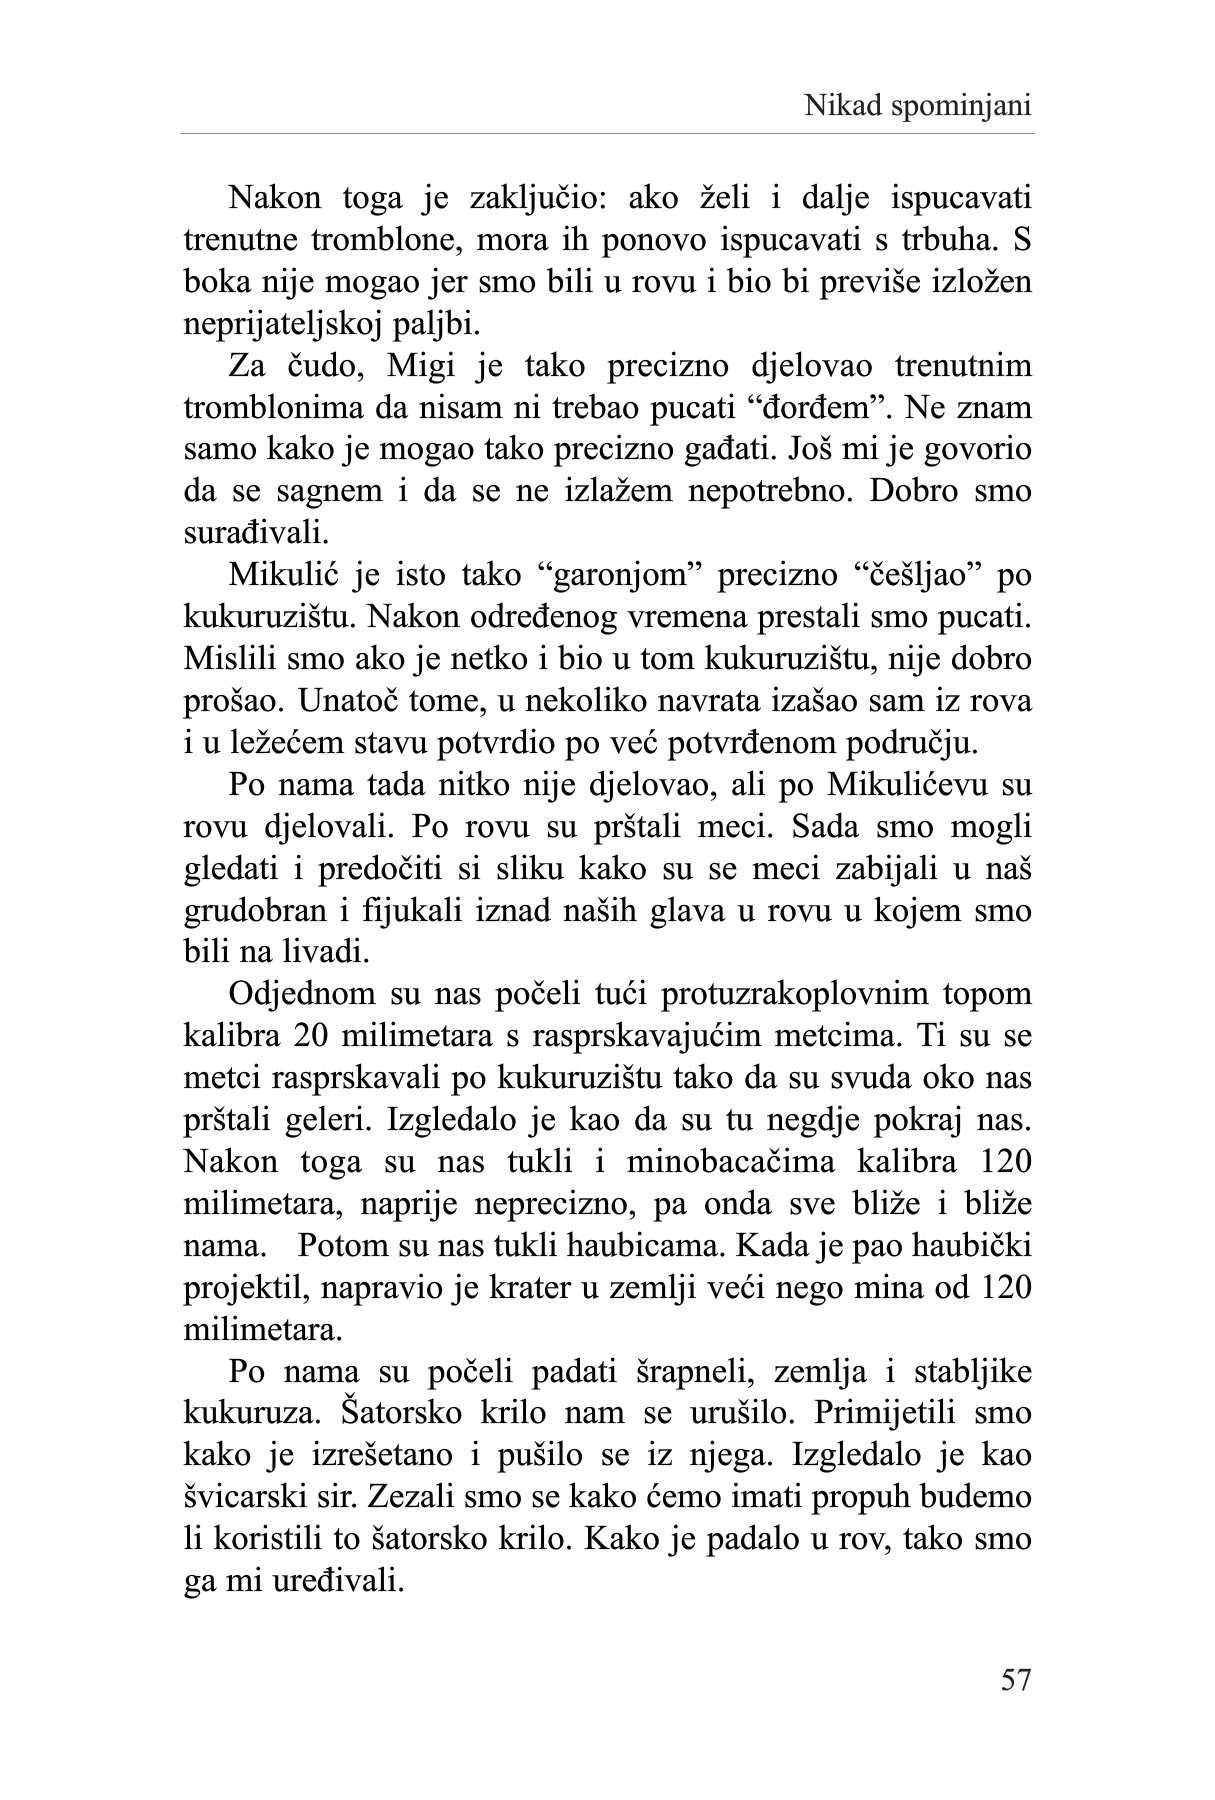 Nikad spominjani
Nakon toga je zaključio: ako želi i dalje ispucavati
trenutne tromblone, mora ih ponovo ispucavati s trbuha. S
boka nije mogao jer smo bili u rovu i bio bi previše izložen
neprijateljskoj paljbi.
Za čudo, Migi je tako precizno djelovao trenutnim
tromblonima da nisam ni trebao pucati “đorđem”. Ne znam
samo kako je mogao tako precizno gađati. Još mi je govorio
da se sagnem i da se ne izlažem nepotrebno. Dobro smo
surađivali.
Mikulić je isto tako “garonjom” precizno “češljao” po
kukuruzištu. Nakon određenog vremena prestali smo pucati.
Mislili smo ako je netko i bio u tom kukuruzištu, nije dobro
prošao. Unatoč tome, u nekoliko navrata izašao sam iz rova
i u ležećem stavu potvrdio po već potvrđenom području.
Po nama tada nitko nije djelovao, ali po Mikulićevu su
rovu djelovali. Po rovu su prštali meci. Sada smo mogli
gledati i predočiti si sliku kako su se meci zabijali u naš
grudobran i fijukali iznad naših glava u rovu u kojem smo
bili na livadi.
Odjednom su nas počeli tući protuzrakoplovnim topom
kalibra 20 milimetara s rasprskavajućim metcima. Ti su se
metci rasprskavali po kukuruzištu tako da su svuda oko nas
prštali geleri. Izgledalo je kao da su tu negdje pokraj nas.
Nakon toga su nas tukli i minobacačima kalibra 120
milimetara, naprije neprecizno, pa onda sve bliže i bliže
nama.   Potom su nas tukli haubicama. Kada je pao haubički
projektil, napravio je krater u zemlji veći nego mina od 120
milimetara.
Po nama su počeli padati šrapneli, zemlja i stabljike
kukuruza. Šatorsko krilo nam se urušilo. Primijetili smo
kako je izrešetano i pušilo se iz njega. Izgledalo je kao
švicarski sir. Zezali smo se kako ćemo imati propuh budemo
li koristili to šatorsko krilo. Kako je padalo u rov, tako smo
ga mi uređivali.
57